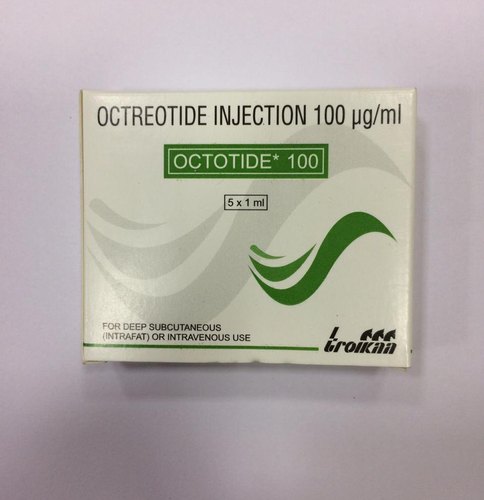 OCTREOTIDE INJECTION 100 µg/ml
OCTOTIDE* 100
5 x 1 ml
FOR DEEP SUBCUTANEOUS
(INTRAFAT) OR INTRAVENOUS USE
troikaa